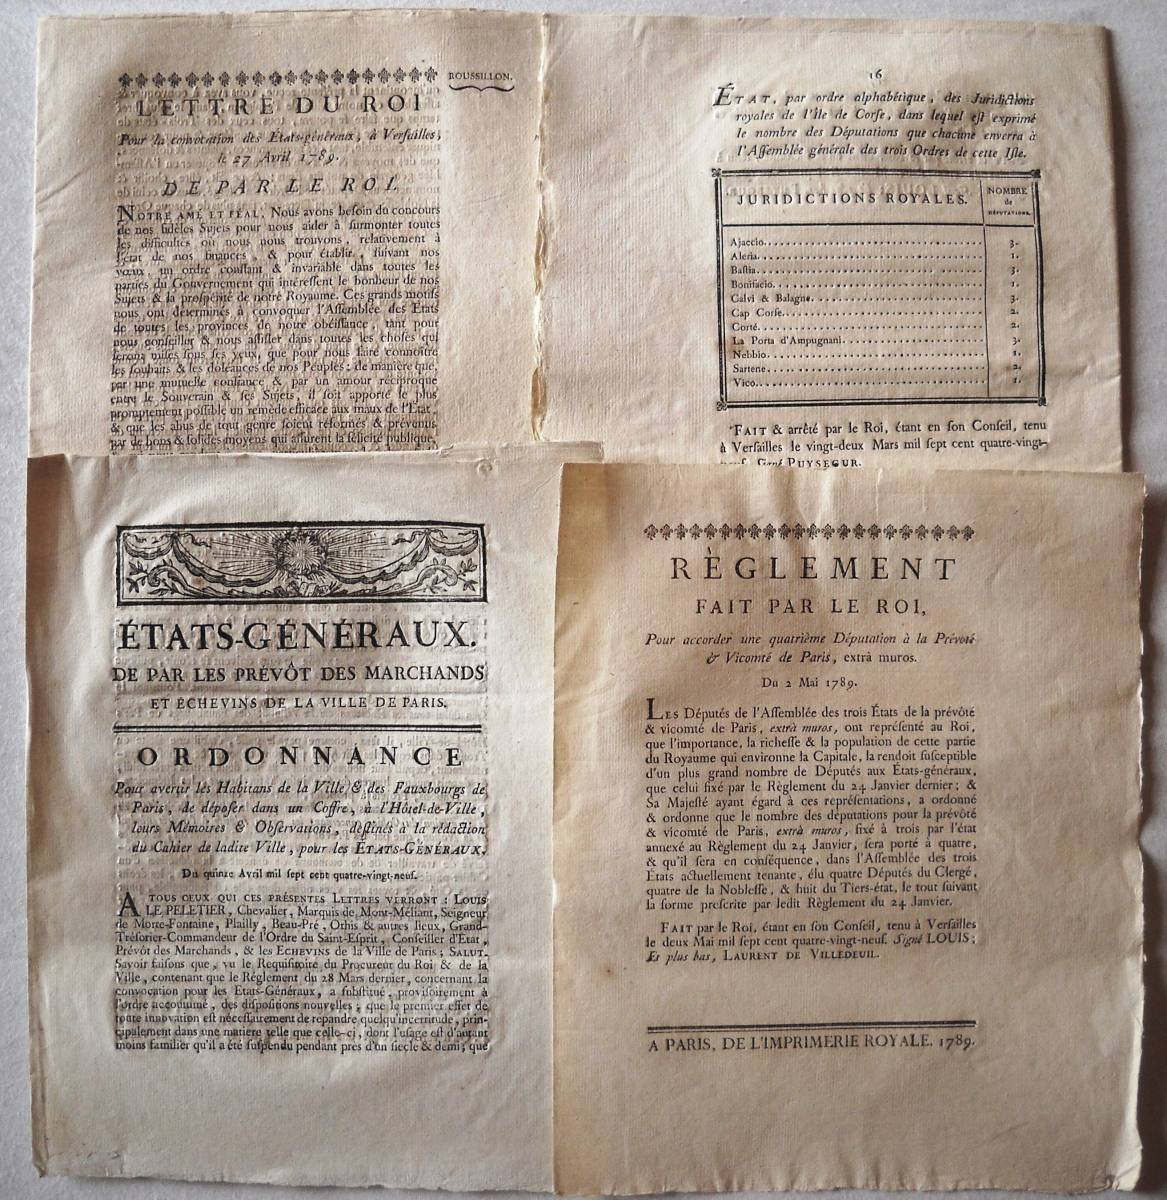 LETTRE DU ROI
ROUSSILLON.
Pour la convocation des États-généraux, à Versailles,
le 27 Avril 1789.
DE PAR LE ROI.
NOTRE AMÉ ET FÉAL, Nous avons besoin du concours
de nos fidèles Sujets pour nous aider à surmonter toutes
les difficultés où nous nous trouvons, relativement à
l'état de nos finances, & pour établir, suivant nos
vœux, un ordre constant & invariable dans toutes les
parties du Gouvernement qui intéressent le bonheur de nos
Sujets & la prospérité de notre Royaume. Ces grands motifs
nous ont déterminés à convoquer l'Assemblée des États
de toutes les provinces de notre obéissance, tant pour
nous conseiller & nous assister dans toutes les choses qui
seront mises sous ses yeux, que pour nous faire connoître
les souhaits & les doléances de nos Peuples; de manière que,
par une mutuelle confiance & par un amour réciproque
entre le Souverain & ses Sujets, il soit apporté le plus
promptement possible un remède efficace aux maux de l'État,
& que les abus de tout genre soient réformés & prévenus
par de bons & solides moyens qui assurent la félicité publique,
16
ÉTAT, par ordre alphabétique, des Juridictions
royales de l'Ile de Corse, dans lequel est exprimé
le nombre des Députations que chacune enverra à
l'Assemblée générale des trois Ordres de cette Isle.
JURIDICTIONS ROYALES.
NOMBRE
de
DÉPUTATIONS.
Ajaccio........ 3.
Aleria........ 1.
Bastia........ 3.
Bonifacio........ 1.
Calvi & Balagne........ 3.
Cap Corse........ 2.
Corté........ 2.
La Porta d'Ampugnani........ 3.
Nebbio........ 1.
Sartene........ 2.
Vico........ 1.
FAIT & arrêté par le Roi, étant en son Conseil, tenu
à Versailles le vingt-deux Mars mil sept cent quatre-vingt-
neuf. Signé PUYSEGUR.
ÉTATS-GÉNÉRAUX.
DE PAR LES PRÉVÔT DES MARCHANDS
ET ÉCHEVINS DE LA VILLE DE PARIS.
ORDONNANCE
Pour avertir les Habitans de la Ville & des Fauxbourgs de
Paris, de déposer dans un Coffre, à l'Hôtel-de-Ville,
leurs Mémoires & Observations, destinés à la rédaction
du Cahier de ladite Ville, pour les ÉTATS-GÉNÉRAUX.
Du quinze Avril mil sept cent quatre-vingt-neuf.
A TOUS CEUX QUI CES PRÉSENTES LETTRES VERRONT : LOUIS
LE PELETIER, Chevalier, Marquis de Mont-Méliant, Seigneur
de Morte-Fontaine, Plailly, Beau-Pré, Othis & autres lieux, Grand-
Trésorier-Commandeur de l'Ordre du Saint-Esprit, Conseiller d'État,
Prévôt des Marchands, & les ÉCHEVINS de la Ville de Paris; SALUT.
Savoir faisons que, vu le Requisitoire du Procureur du Roi & de la
Ville, contenant que le Réglement du 28 Mars dernier, concernant la
convocation pour les États-Généraux, a substitué, provisoirement à
l'ordre accoutumé, des dispositions nouvelles; que le premier effet de
toute innovation est nécessairement de répandre quelqu'incertitude, prin-
cipalement dans une matière telle que celle-ci, dont l'usage est d'autant
moins familier qu'il a été suspendu pendant près d'un siecle & demi; que
RÈGLEMENT
FAIT PAR LE ROI,
Pour accorder une quatrième Députation à la Prévôté
& Vicomté de Paris, extrà muros.
Du 2 Mai 1789.
LES Députés de l'Assemblée des trois États de la prévôté
& vicomté de Paris, extrà muros, ont représenté au Roi,
que l'importance, la richesse & la population de cette partie
du Royaume qui environne la Capitale, la rendoit susceptible
d'un plus grand nombre de Députés aux États-généraux,
que celui fixé par le Règlement du 24 Janvier dernier; &
Sa Majesté ayant égard à ces représentations, a ordonné
& ordonne que le nombre des députations pour la prévôté
& vicomté de Paris, extrà muros, fixé à trois par l'état
annexé au Règlement du 24 Janvier, sera porté à quatre,
& qu'il sera en conséquence, dans l'Assemblée des trois
États actuellement tenante, élu quatre Députés du Clergé,
quatre de la Noblesse, & huit du Tiers-état, le tout suivant
la forme prescrite par ledit Règlement du 24 Janvier.
FAIT par le Roi, étant en son Conseil, tenu à Versailles
le deux Mai mil sept cent quatre-vingt-neuf. Signé LOUIS;
Et plus bas, LAURENT DE VILLEDEUIL.
A PARIS, DE L'IMPRIMERIE ROYALE. 1789.